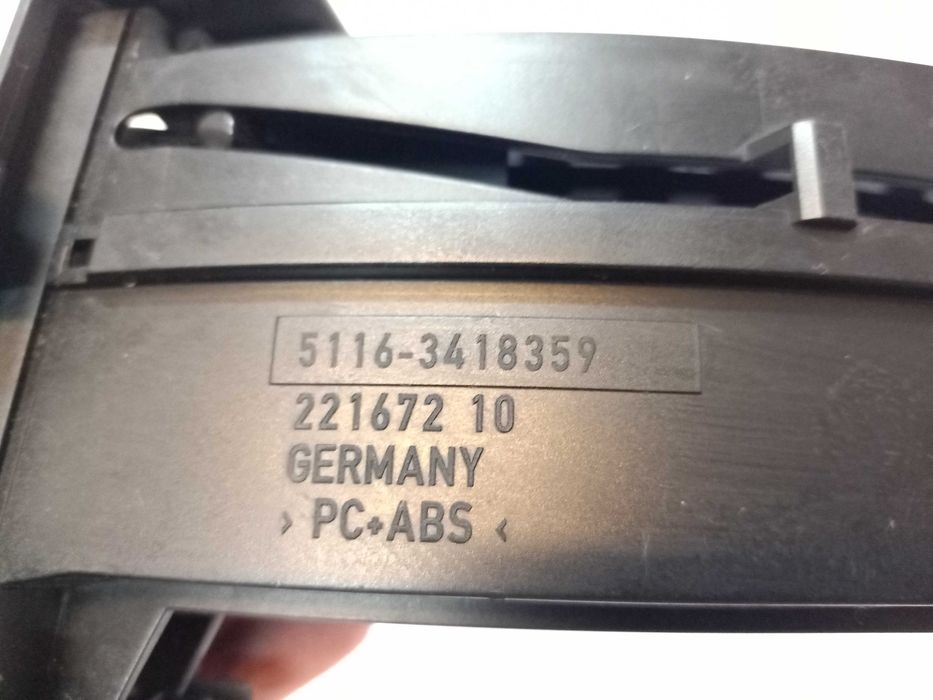 5116-3418359
221672 10
GERMANY
> PC+ABS <